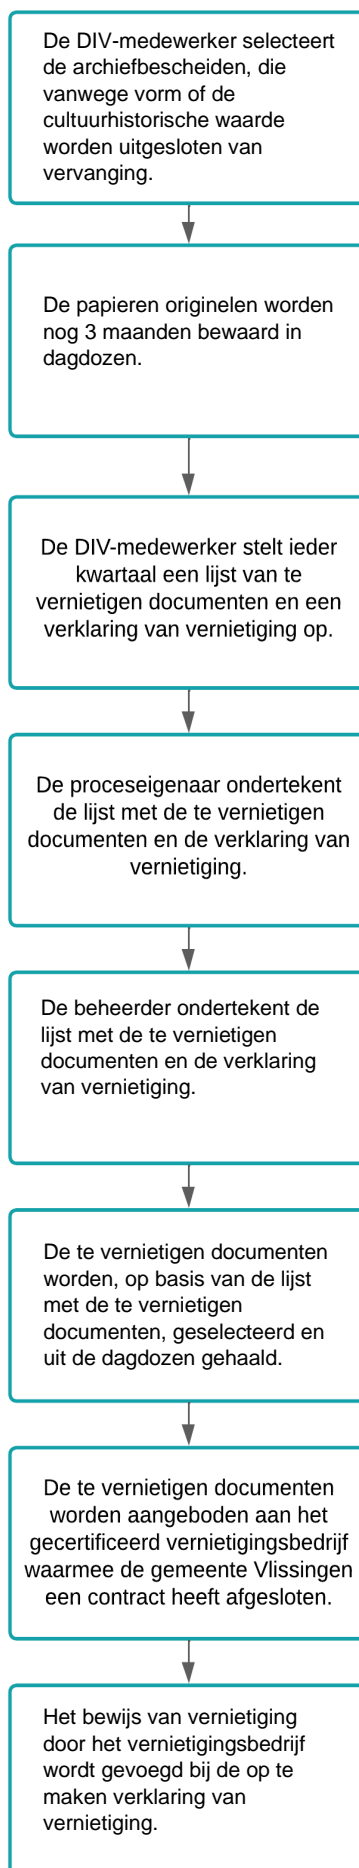 De DIV-medewerker selecteert
de archiefbescheiden, die
vanwege vorm of de
cultuurhistorische waarde
worden uitgesloten van
vervanging.
De papieren originelen worden
nog 3 maanden bewaard in
dagdozen.
De DIV-medewerker stelt ieder
kwartaal een lijst van te
vernietigen documenten en een
verklaring van vernietiging op.
De proceseigenaar ondertekent
de lijst met de te vernietigen
documenten en de verklaring van
vernietiging.
De beheerder ondertekent de
lijst met de te vernietigen
documenten en de verklaring
van vernietiging.
De te vernietigen documenten
worden, op basis van de lijst
met de te vernietigen
documenten, geselecteerd en
uit de dagdozen gehaald.
De te vernietigen documenten
worden aangeboden aan het
gecertificeerd vernietigingsbedrijf
waarmee de gemeente Vlissingen
een contract heeft afgesloten.
Het bewijs van vernietiging
door het vernietigingsbedrijf
wordt gevoegd bij de op te
maken verklaring van
vernietiging.